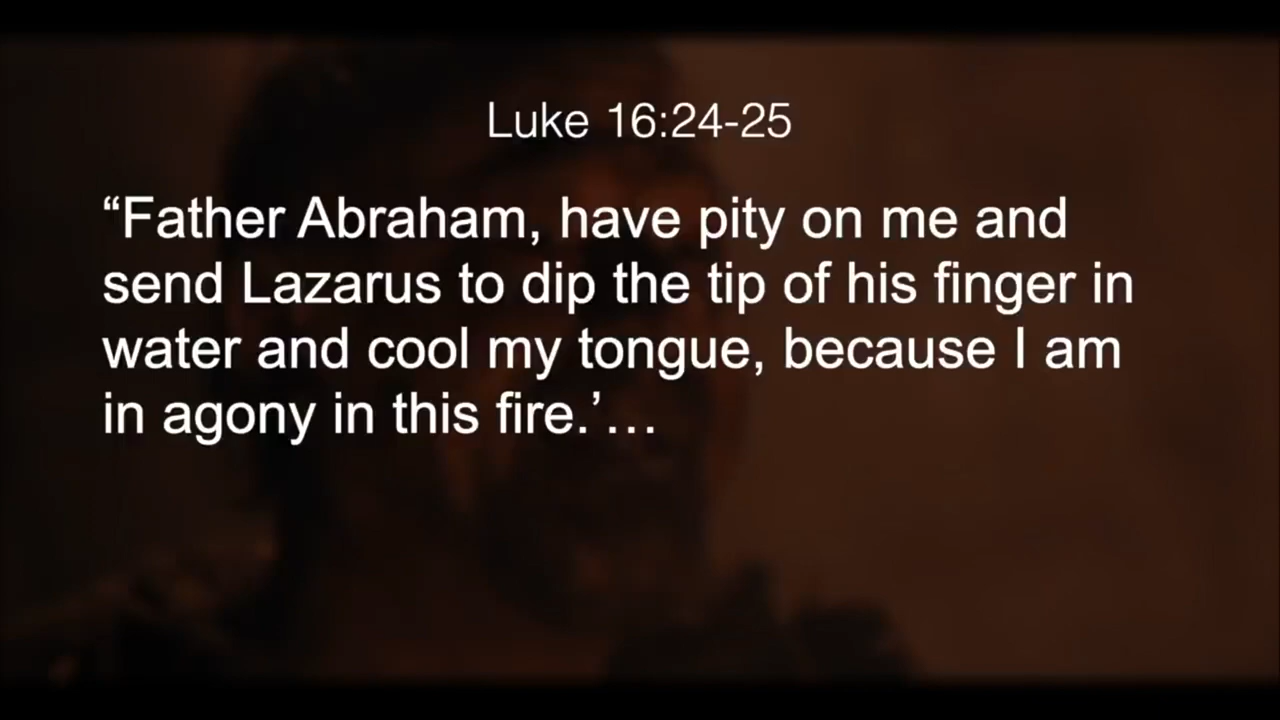 Luke 16:24-25
“Father Abraham, have pity on me and
send Lazarus to dip the tip of his finger in
water and cool my tongue, because I am
in agony in this fire.’…